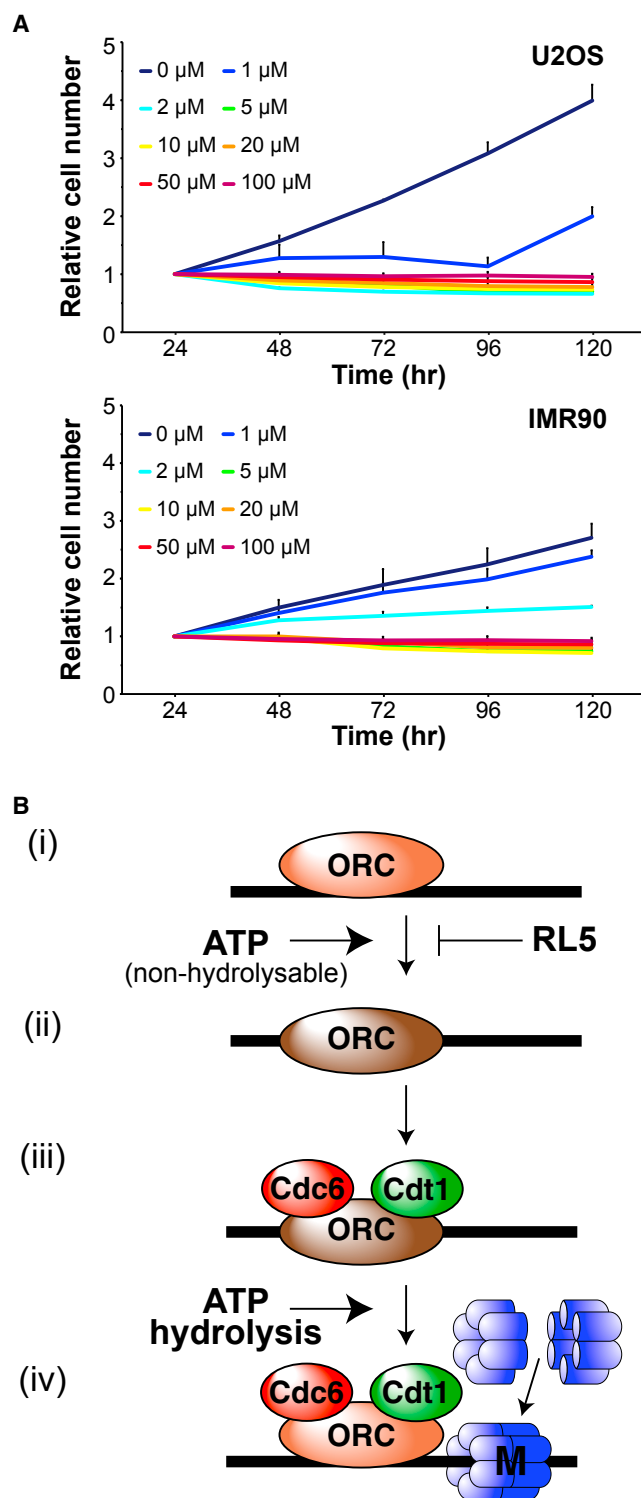 A
U2OS
Relative cell number
5
4
3
2
1
0
0 µM
1 µM
2 µM
5 µM
10 µM
20 µM
50 µM
100 µM
24 48 72 96 120
Time (hr)
IMR90
Relative cell number
5
4
3
2
1
0
0 µM
1 µM
2 µM
5 µM
10 µM
20 µM
50 µM
100 µM
24 48 72 96 120
Time (hr)
B
(i)
ORC
ATP
(non-hydrolysable)
RL5
(ii)
ORC
(iii)
Cdc6
Cdt1
ORC
ATP
hydrolysis
(iv)
Cdc6
Cdt1
ORC
M